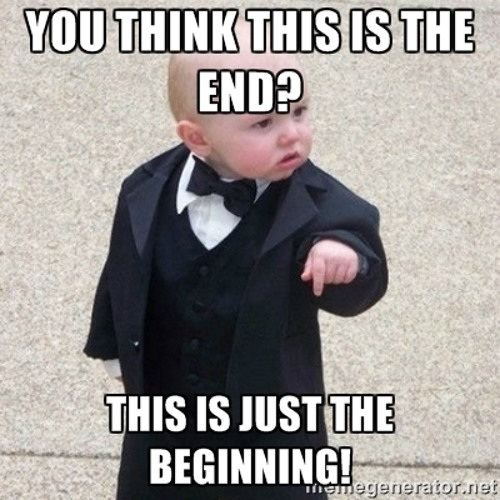 YOU THINK THIS IS THE
END?
THIS IS JUST THE
BEGINNING!
memegenerator.net